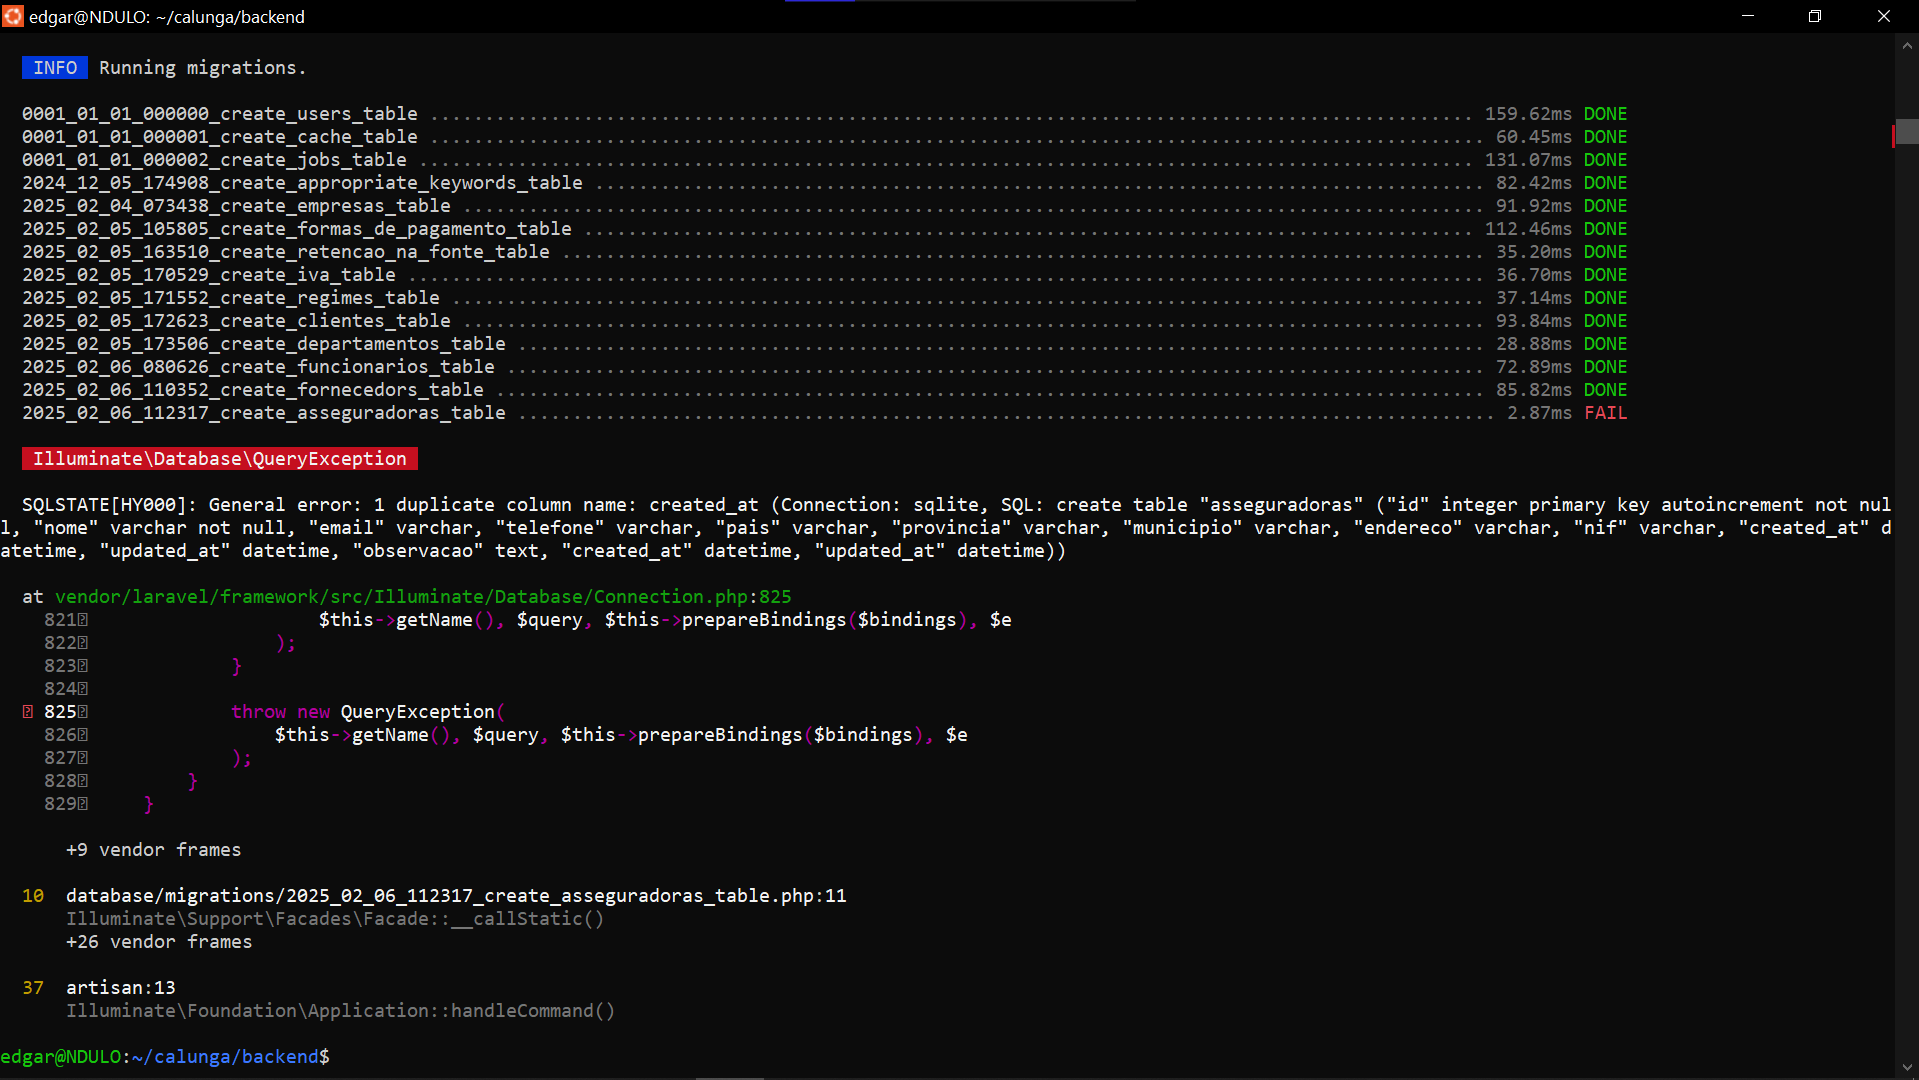 edgar@NDULO: ~/calunga/backend
INFO Running migrations.
0001_01_01_000000_create_users_table ............................................................................................... 159.62ms DONE
0001_01_01_000001_create_cache_table ................................................................................................ 60.45ms DONE
0001_01_01_000002_create_jobs_table ................................................................................................ 131.07ms DONE
2024_12_05_174908_create_appropriate_keywords_table ................................................................................. 82.42ms DONE
2025_02_04_073438_create_empresas_table ............................................................................................. 91.92ms DONE
2025_02_05_105805_create_formas_de_pagamento_table ................................................................................. 112.46ms DONE
2025_02_05_163510_create_retencao_na_fonte_table .................................................................................... 35.20ms DONE
2025_02_05_170529_create_iva_table .................................................................................................. 36.70ms DONE
2025_02_05_171552_create_regimes_table .............................................................................................. 37.14ms DONE
2025_02_05_172623_create_clientes_table ............................................................................................. 93.84ms DONE
2025_02_05_173506_create_departamentos_table ........................................................................................ 28.88ms DONE
2025_02_06_080626_create_funcionarios_table ......................................................................................... 72.89ms DONE
2025_02_06_110352_create_fornecedors_table .......................................................................................... 85.82ms DONE
2025_02_06_112317_create_asseguradoras_table ......................................................................................... 2.87ms FAIL
Illuminate\Database\QueryException
SQLSTATE[HY000]: General error: 1 duplicate column name: created_at (Connection: sqlite, SQL: create table "asseguradoras" ("id" integer primary key autoincrement not nul
l, "nome" varchar not null, "email" varchar, "telefone" varchar, "pais" varchar, "provincia" varchar, "municipio" varchar, "endereco" varchar, "nif" varchar, "created_at" d
atetime, "updated_at" datetime, "observacao" text, "created_at" datetime, "updated_at" datetime))
at vendor/laravel/framework/src/Illuminate/Database/Connection.php:825
821 $this->getName(), $query, $this->prepareBindings($bindings), $e
822 );
823 }
824
825 throw new QueryException(
826 $this->getName(), $query, $this->prepareBindings($bindings), $e
827 );
828 }
829 }
+9 vendor frames
10 database/migrations/2025_02_06_112317_create_asseguradoras_table.php:11
Illuminate\Support\Facades\Facade::__callStatic()
+26 vendor frames
37 artisan:13
Illuminate\Foundation\Application::handleCommand()
edgar@NDULO:~/calunga/backend$